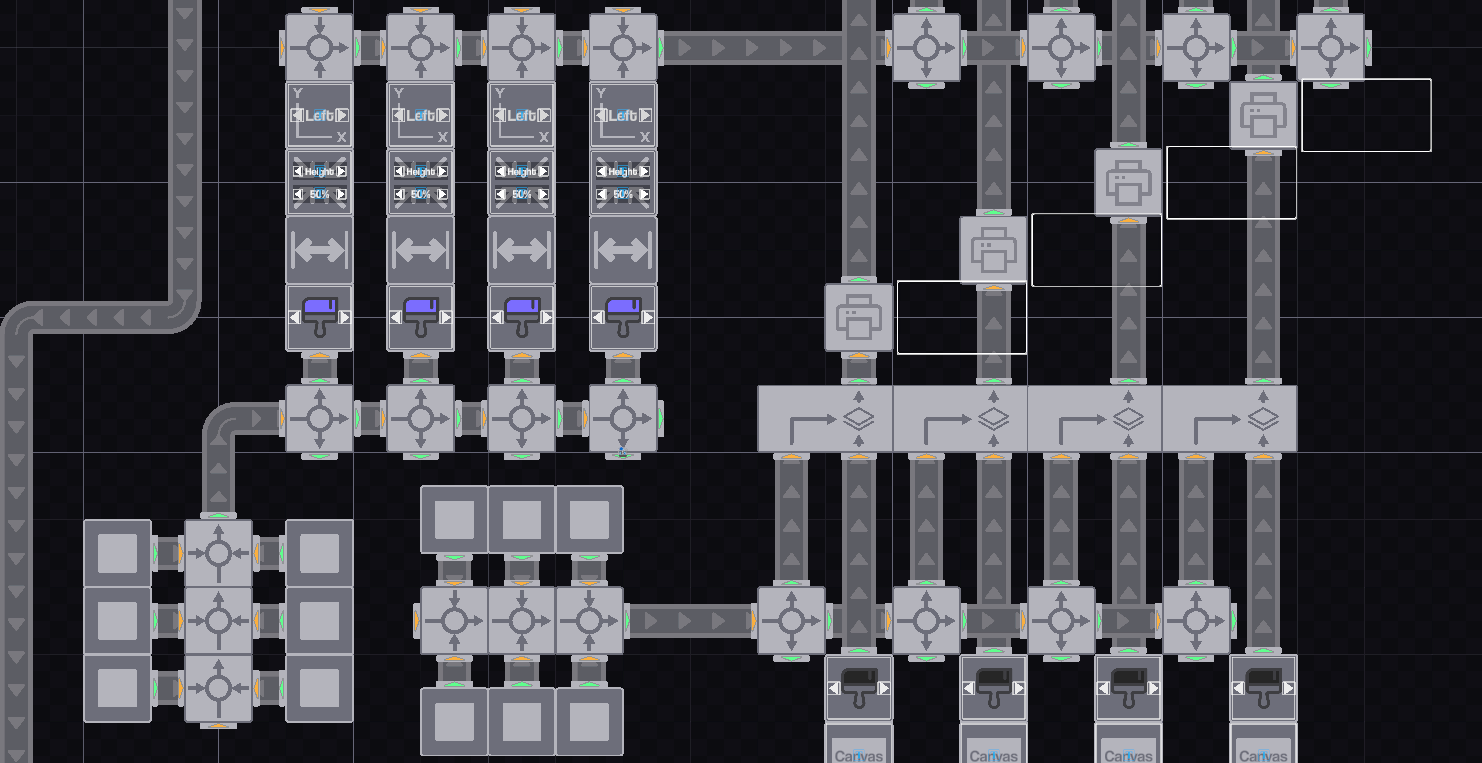 Y Y Y Y
Left Left Left Left
X X X X
Height Height Height Height
50% 50% 50% 50%
Canvas Canvas Canvas Canvas